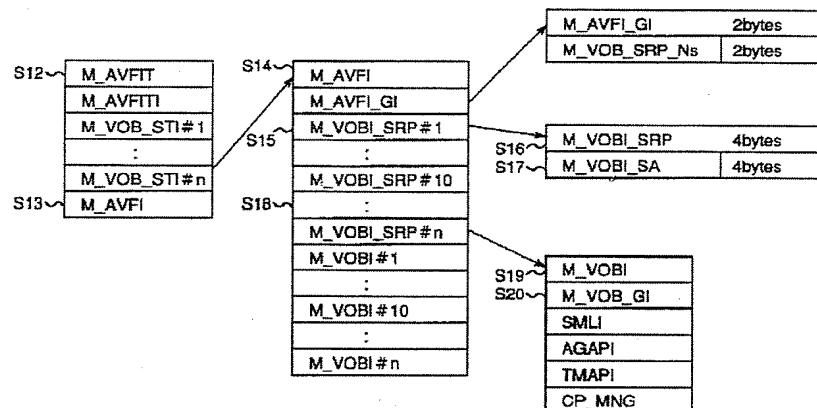 S12
M_AVFIT
M_AVFITI
M_VOB_STI#1
:
M_VOB_STI#n
S13
M_AVFI
S14
M_AVFI
M_AVFI_GI
S15
M_VOBI_SRP#1
:
M_VOBI_SRP#10
S18
:
M_VOBI_SRP#n
M_VOBI#1
:
M_VOBI#10
:
M_VOBI#n
M_AVFI_GI 2bytes
M_VOB_SRP_Ns 2bytes
S16
M_VOBI_SRP 4bytes
S17
M_VOBI_SA 4bytes
S19
M_VOBI
S20
M_VOB_GI
SMLI
AGAPI
TMAPI
CP_MNG